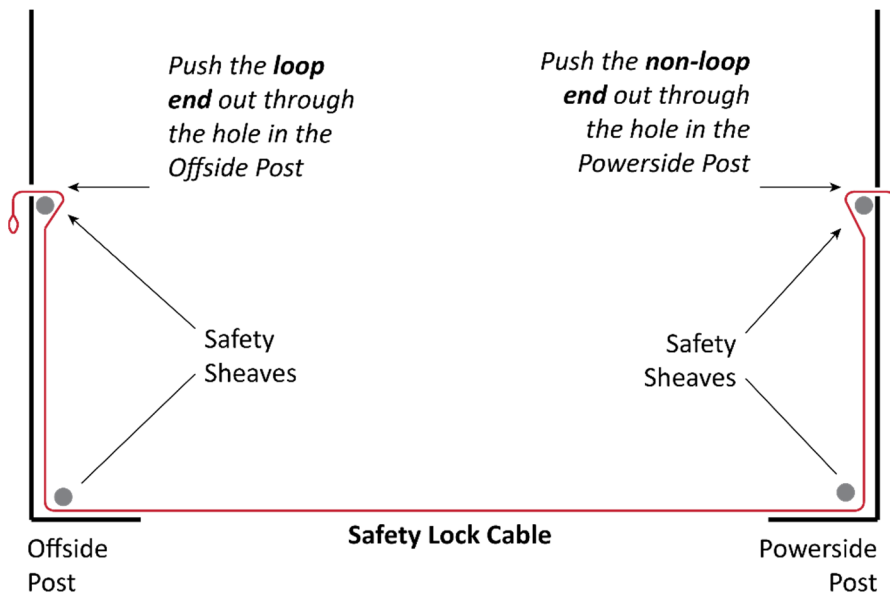 Push the loop
end out through
the hole in the
Offside Post
Push the non-loop
end out through
the hole in the
Powerside Post
Safety
Sheaves
Safety
Sheaves
Safety Lock Cable
Offside
Post
Powerside
Post